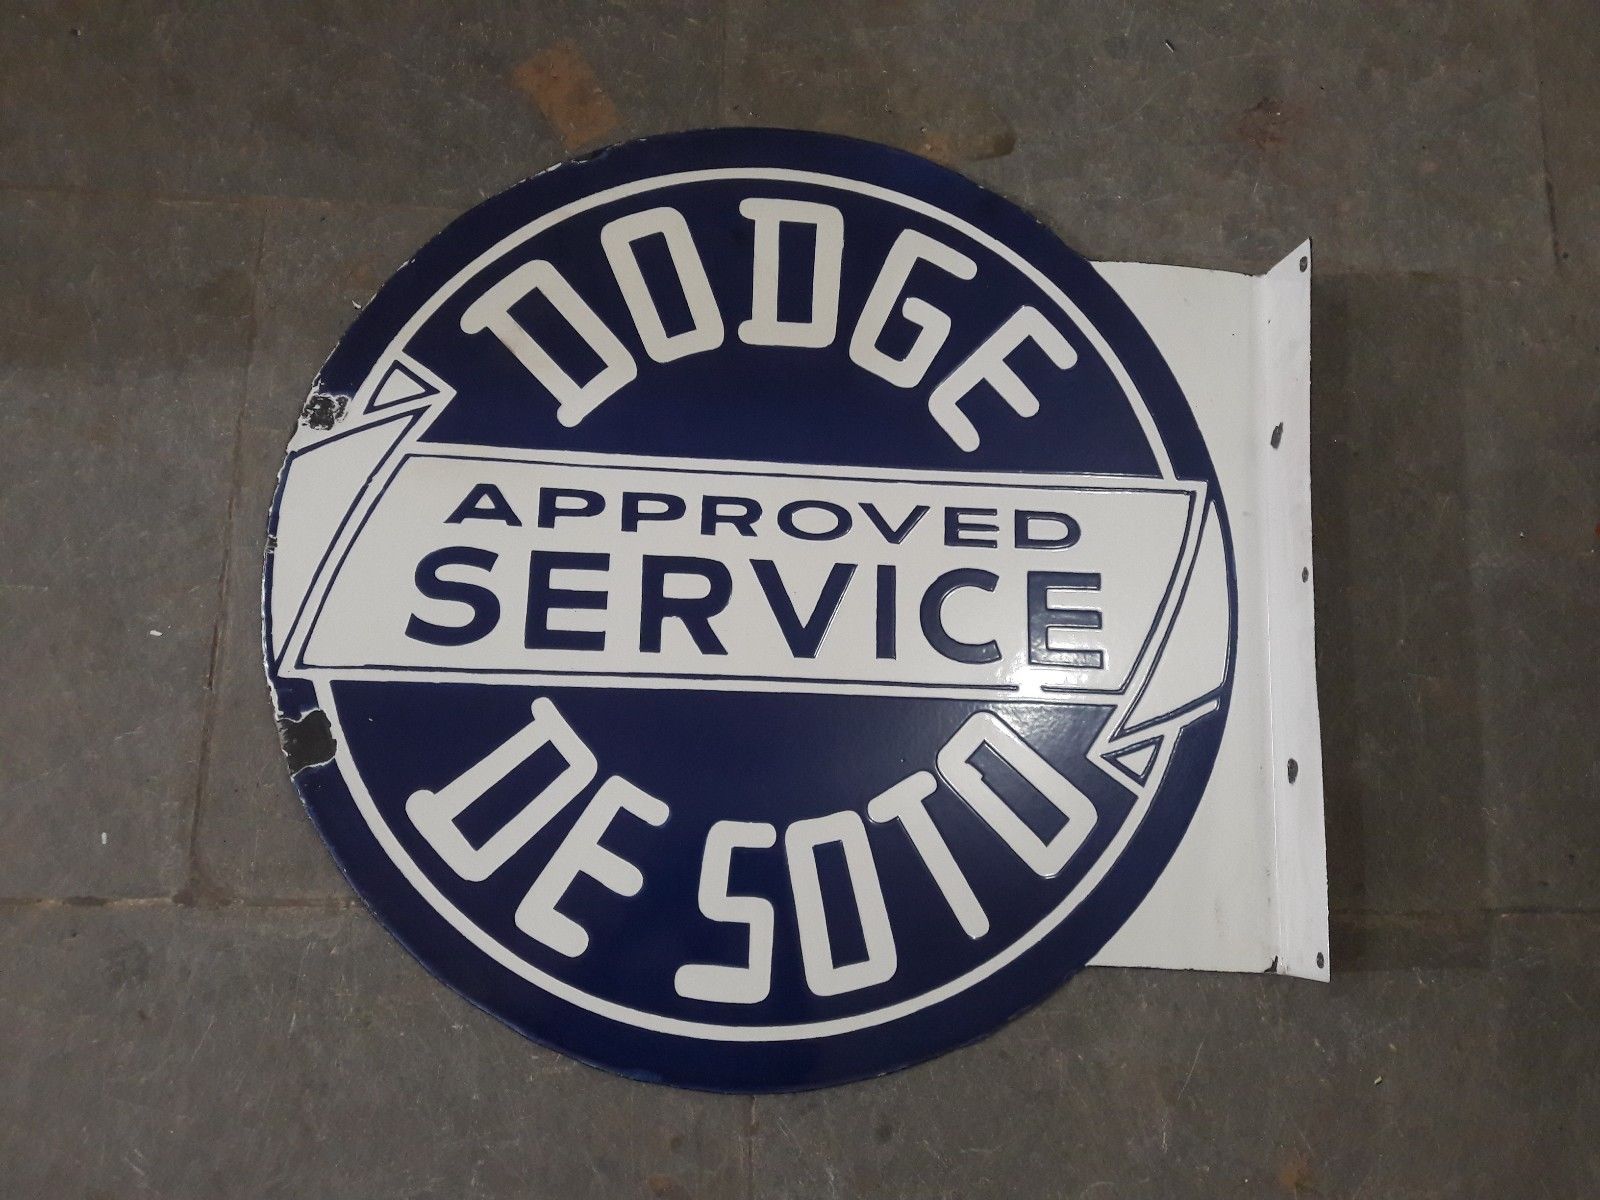 DODGE
APPROVED
SERVICE
DE SOTO